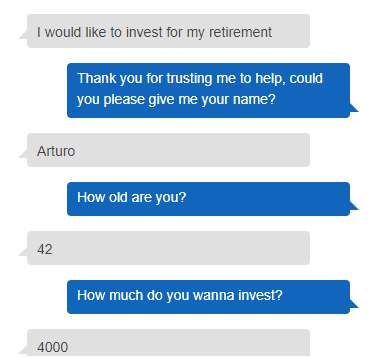 I would like to invest for my retirement
Thank you for trusting me to help, could
you please give me your name?
Arturo
How old are you?
42
How much do you wanna invest?
4000